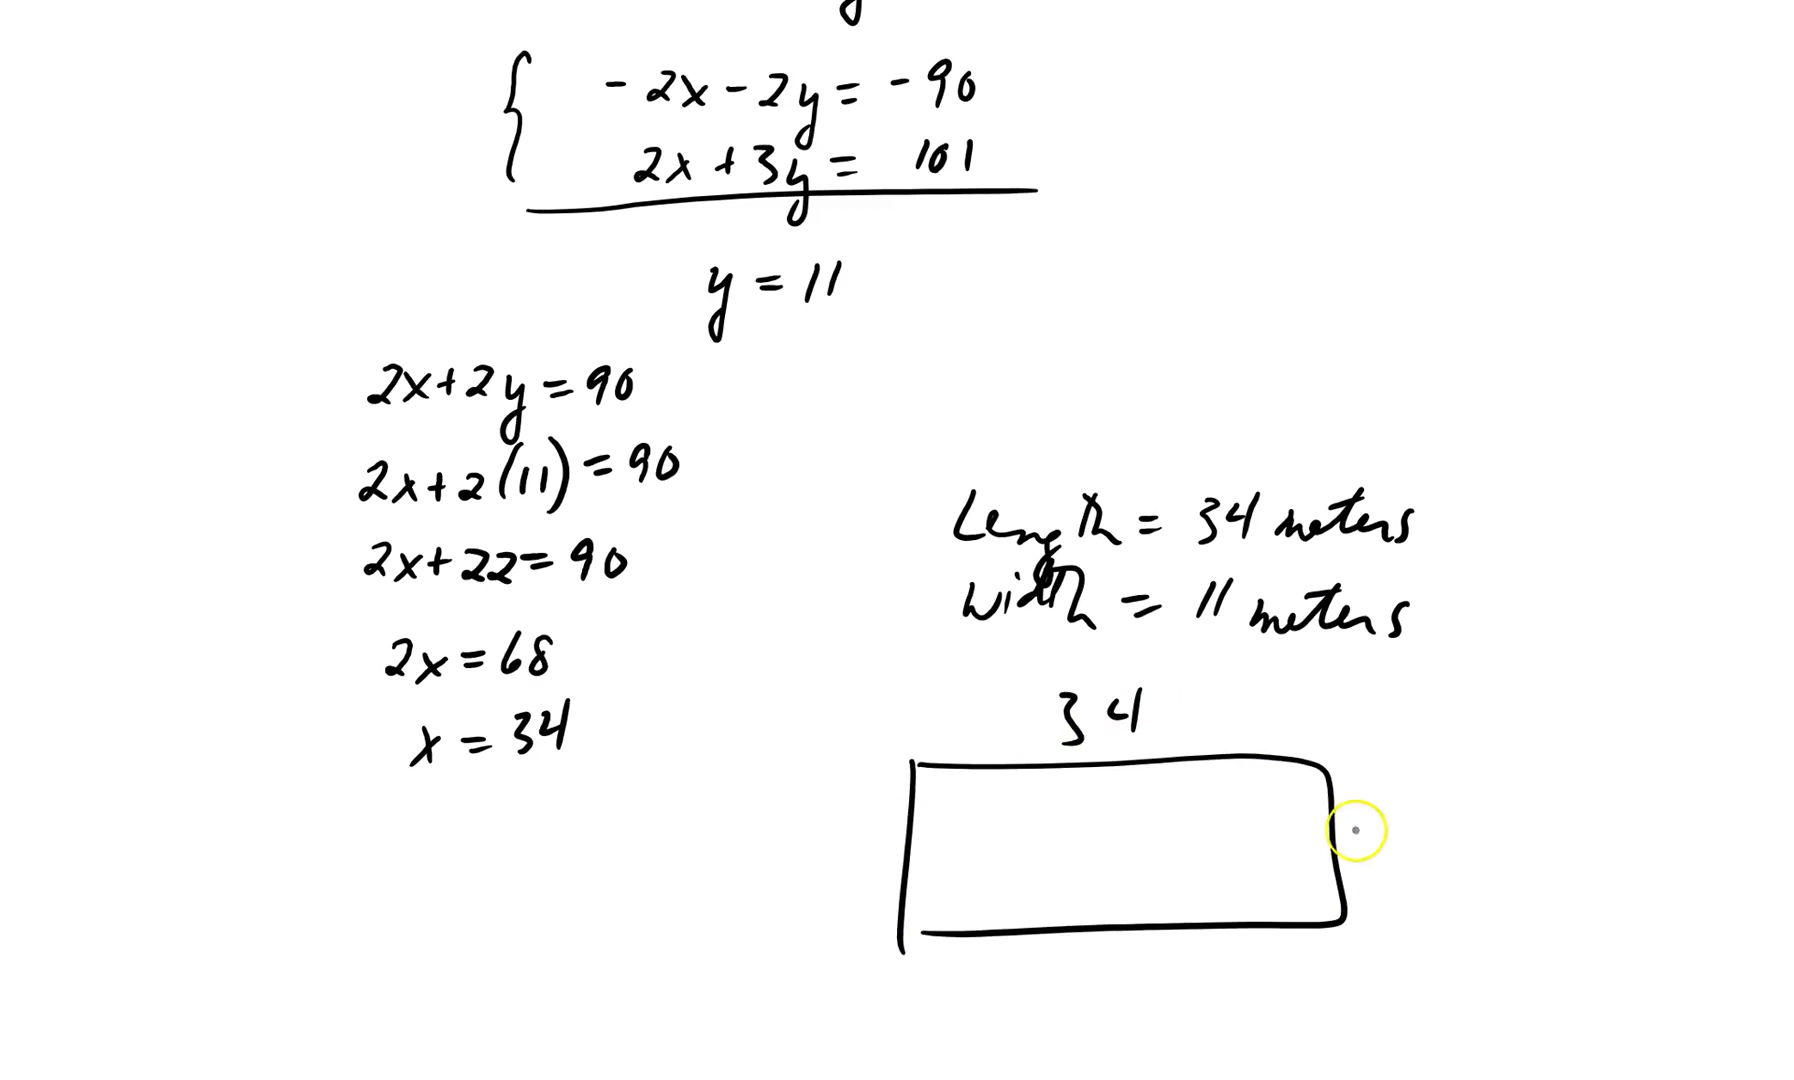 - 2x - 2y = - 90
2x + 3y = 101
y = 11
2x + 2y = 90
2x + 2(11) = 90
2x + 22 = 90
2x = 68
x = 34
Length = 34 meters
Width = 11 meters
34